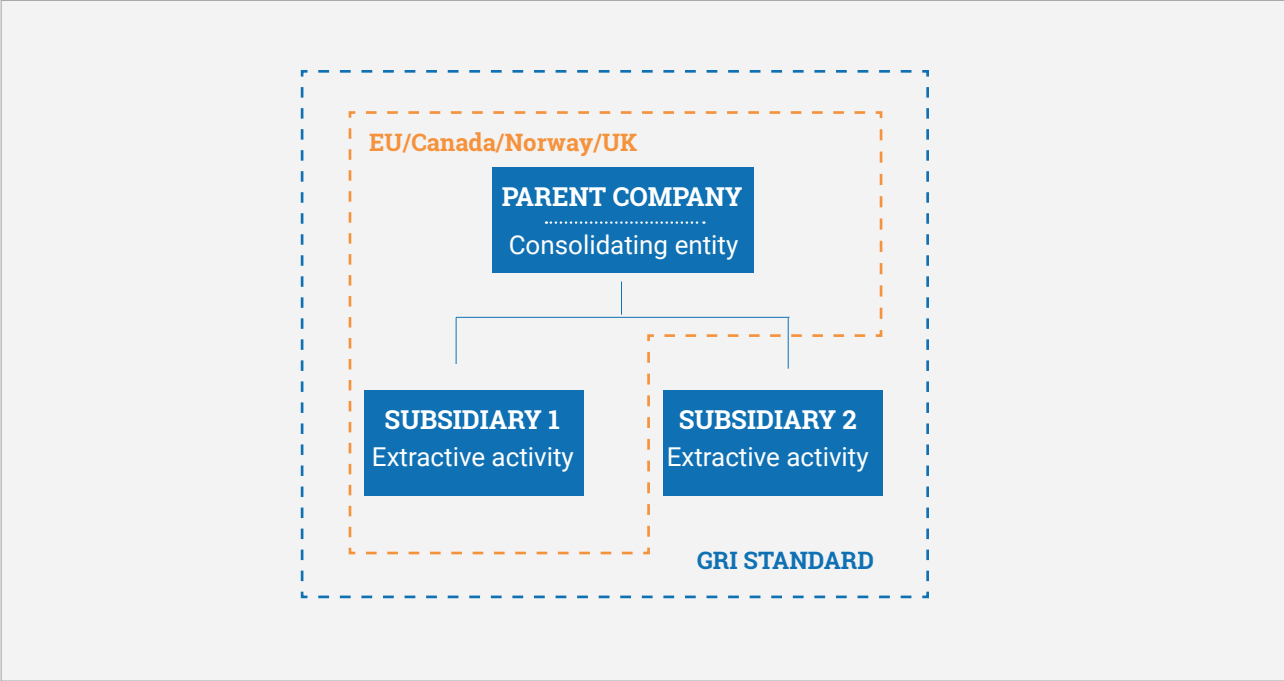 EU/Canada/Norway/UK
PARENT COMPANY
Consolidating entity
SUBSIDIARY 1
Extractive activity
SUBSIDIARY 2
Extractive activity
GRI STANDARD